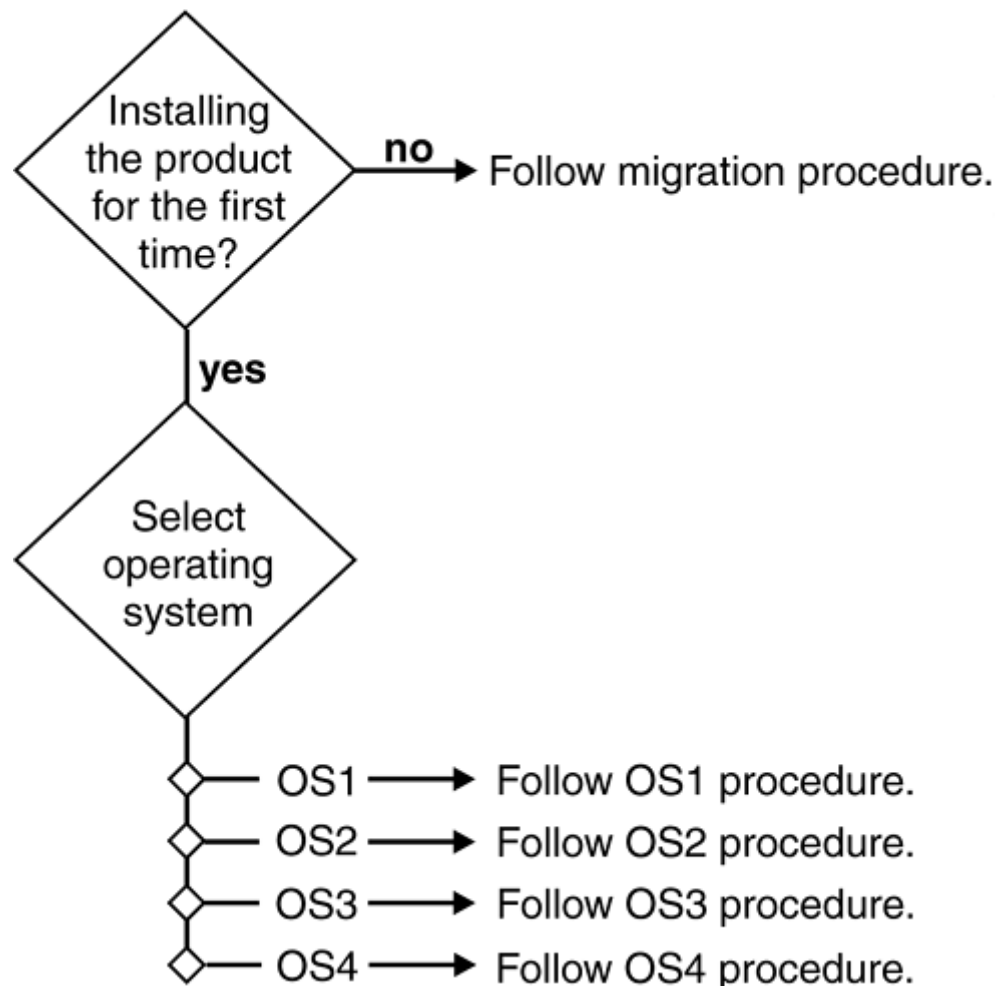 Installing
the product
for the first
time?
no
Follow migration procedure.
yes
Select
operating
system
OS1 Follow OS1 procedure.
OS2 Follow OS2 procedure.
OS3 Follow OS3 procedure.
OS4 Follow OS4 procedure.